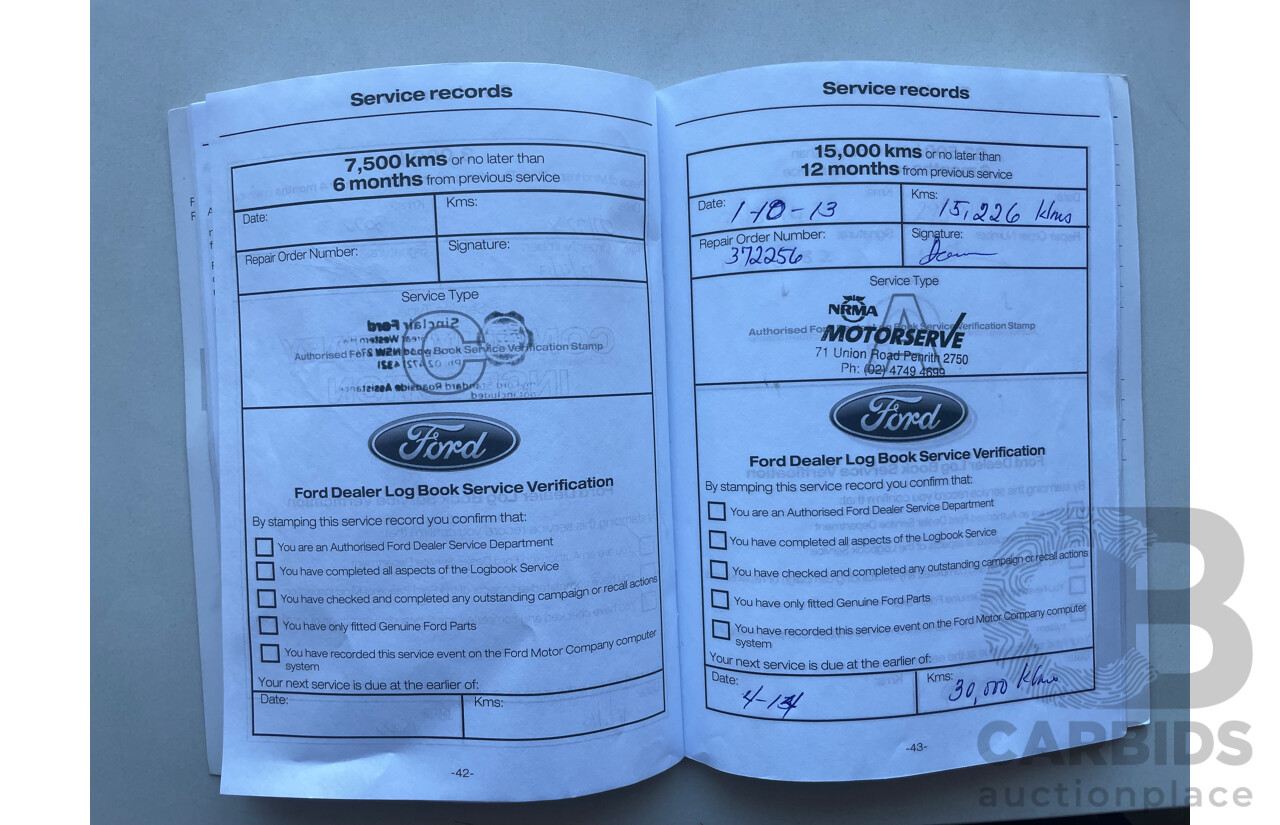 Service records
7,500 kms or no later than
6 months from previous service
Date:
Kms:
Repair Order Number:
Signature:
Service Type
C
Authorised Ford Log Book Service Verification Stamp
Ford
Ford Dealer Log Book Service Verification
By stamping this service record you confirm that:
You are an Authorised Ford Dealer Service Department
You have completed all aspects of the Logbook Service
You have checked and completed any outstanding campaign or recall actions
You have only fitted Genuine Ford Parts
You have recorded this service event on the Ford Motor Company computer
system
Your next service is due at the earlier of:
Date:
Kms:
-42-
Service records
15,000 kms or no later than
12 months from previous service
Date: 1-10-13
Kms: 15,226 klms
Repair Order Number:
372256
Signature:
Service Type
A
NRMA
Authorised Ford Log Book Service Verification Stamp
MOTORSERVE
71 Union Road Penrith 2750
Ph: (02) 4749 4699
Ford
Ford Dealer Log Book Service Verification
By stamping this service record you confirm that:
You are an Authorised Ford Dealer Service Department
You have completed all aspects of the Logbook Service
You have checked and completed any outstanding campaign or recall actions
You have only fitted Genuine Ford Parts
You have recorded this service event on the Ford Motor Company computer
system
Your next service is due at the earlier of:
Date:
4-14
Kms:
30,000 Klms
-43-
CB
CARBIDS
auctionplace